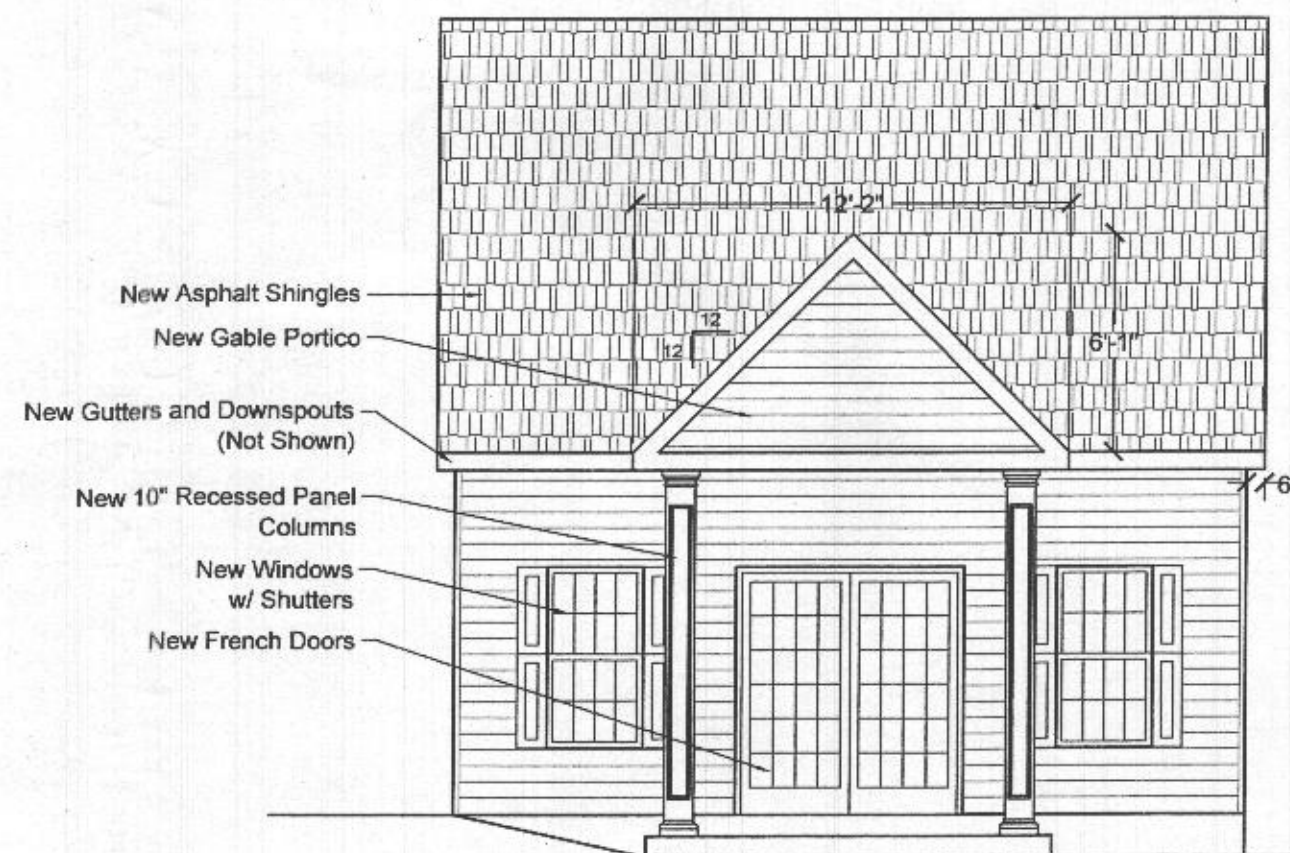 12'-2"
New Asphalt Shingles
12
New Gable Portico
12
6'-1"
New Gutters and Downspouts
(Not Shown)
6
New 10" Recessed Panel
Columns
New Windows
w/ Shutters
New French Doors